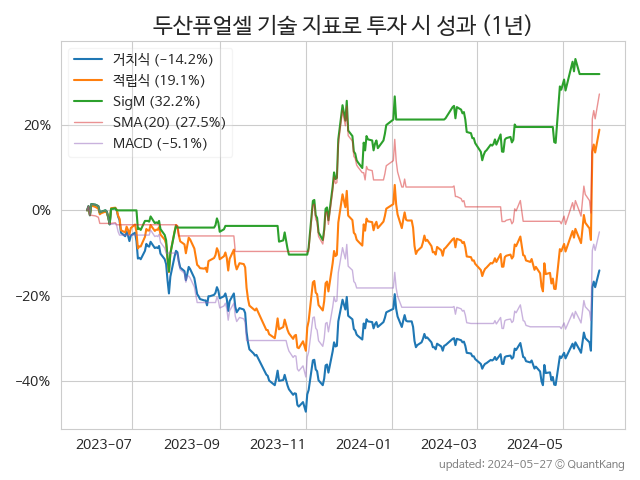 두산퓨얼셀 기술 지표로 투자 시 성과 (1년)
거치식 (−14.2%)
적립식 (19.1%)
SigM (32.2%)
SMA(20) (27.5%)
MACD (−5.1%)
20%
0%
−20%
−40%
2023-07 2023-09 2023-11 2024-01 2024-03 2024-05
updated: 2024-05-27 © QuantKang